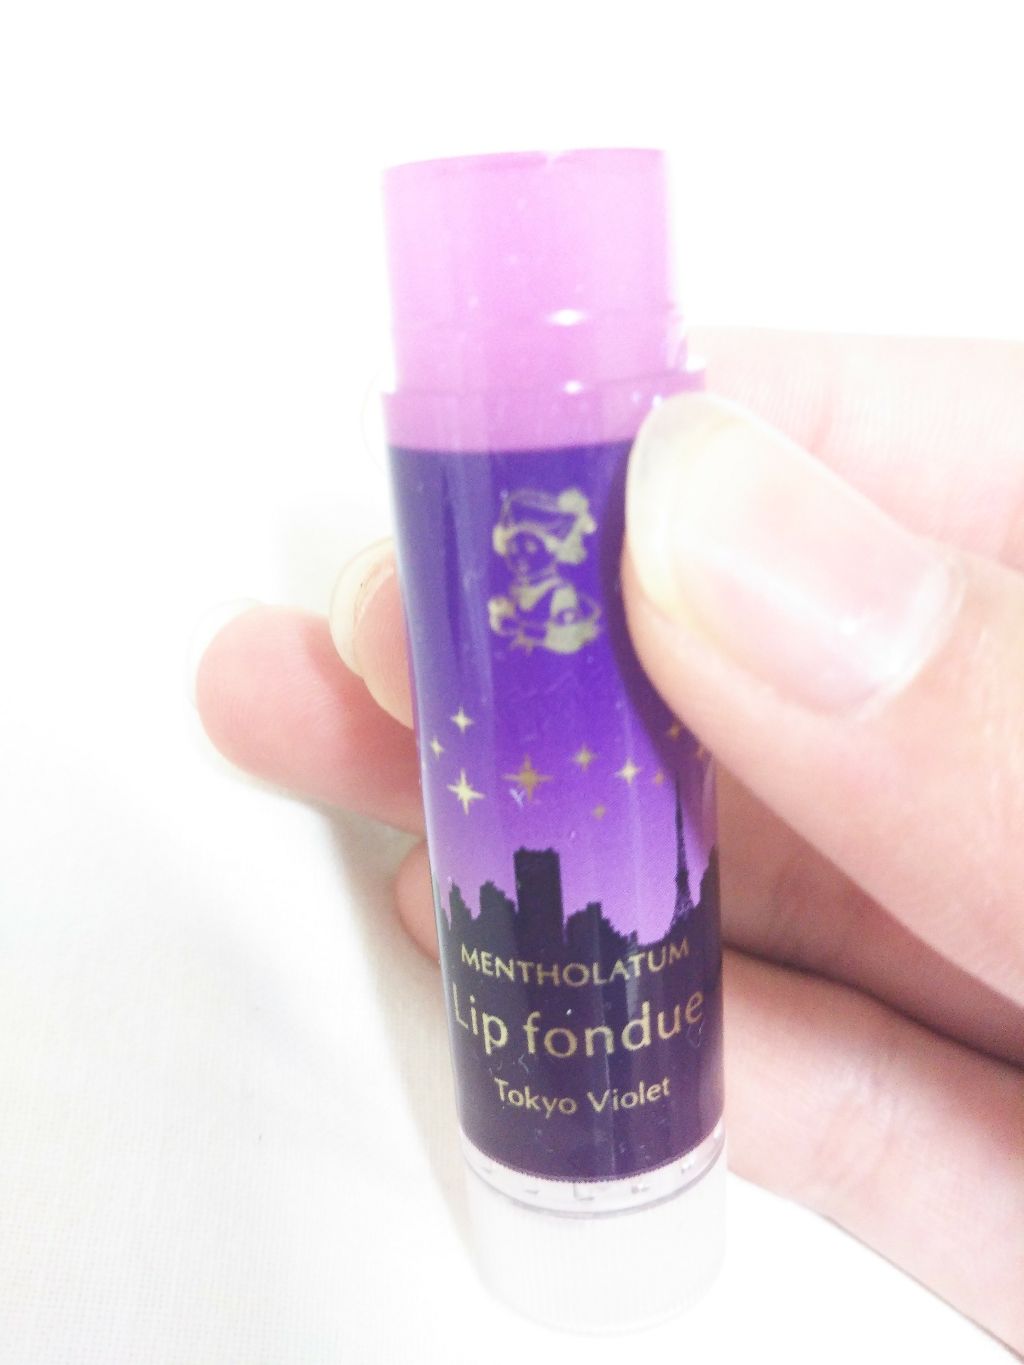 MENTHOLATUM
Lip fondue
Tokyo Violet